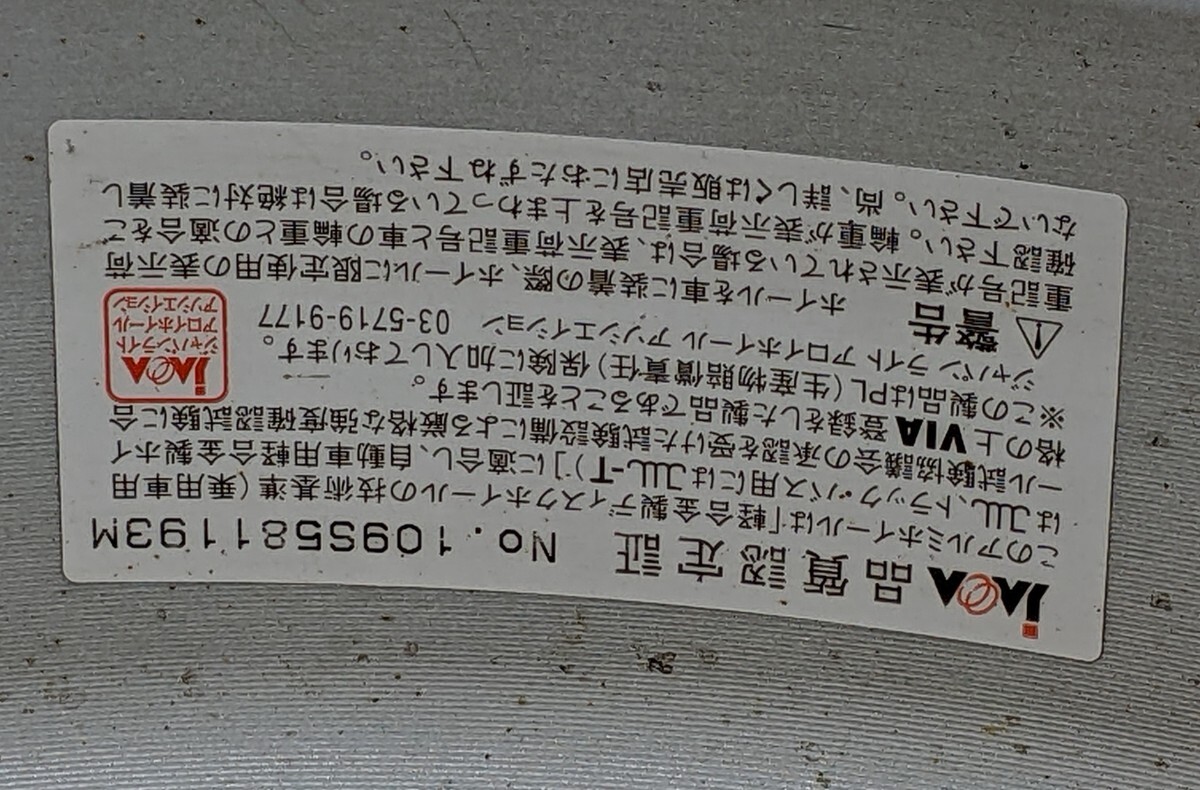 JAWA 品質認定証 No. 109S581193M
このアルミホイールは「軽合金製ディスクホイールの技術基準(乗用車用
はJWL、トラック・バス用にはJWL-T)」に適合し、自動車用軽合金製ホイ
ール試験協議会の承認を受けた試験設備による厳格な強度確認試験に合
格の上VIA登録をした製品であることを証します。
※この製品はPL(生産物賠償責任)保険に加入しております。
ジャパン ライト アロイホイール アソシエイション 03-5719-9177
JAWA
ジャパンライト
アロイホイール
アソシエイション
警告 ホイールを車に装着の際、ホイールに限定使用の表示荷
重記号が表示されている場合は、表示荷重記号と車の輪重との適合をご
確認下さい。輪重が表示荷重記号を上まわっている場合は絶対に装着し
ないで下さい。尚、詳しくは販売店におたずね下さい。